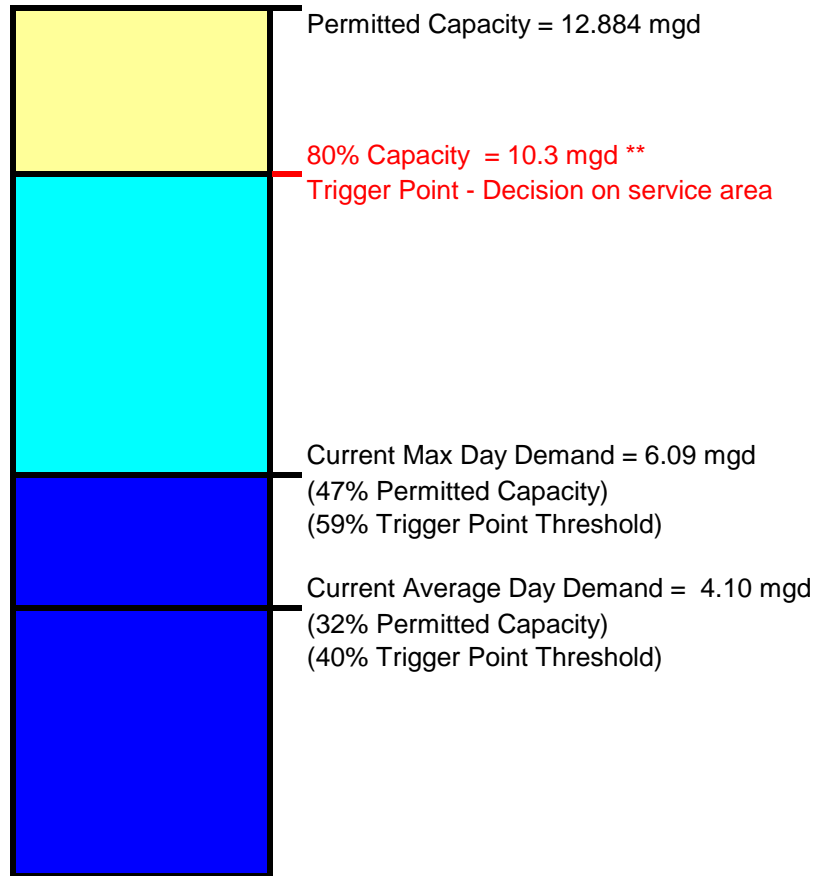 Permitted Capacity = 12.884 mgd
80% Capacity  = 10.3 mgd **
Trigger Point - Decision on service area
Current Max Day Demand = 6.09 mgd
(47% Permitted Capacity)
(59% Trigger Point Threshold)
Current Average Day Demand =  4.10 mgd
(32% Permitted Capacity)
(40% Trigger Point Threshold)